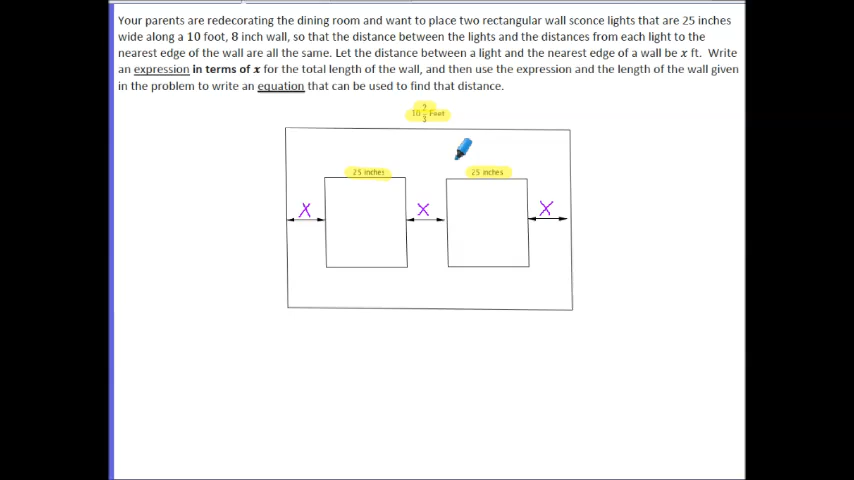 Your parents are redecorating the dining room and want to place two rectangular wall sconce lights that are 25 inches
wide along a 10 foot, 8 inch wall, so that the distance between the lights and the distances from each light to the
nearest edge of the wall are all the same. Let the distance between a light and the nearest edge of a wall be x ft. Write
an expression in terms of x for the total length of the wall, and then use the expression and the length of the wall given
in the problem to write an equation that can be used to find that distance.
10 2/3 Feet
25 inches 25 inches
X X X